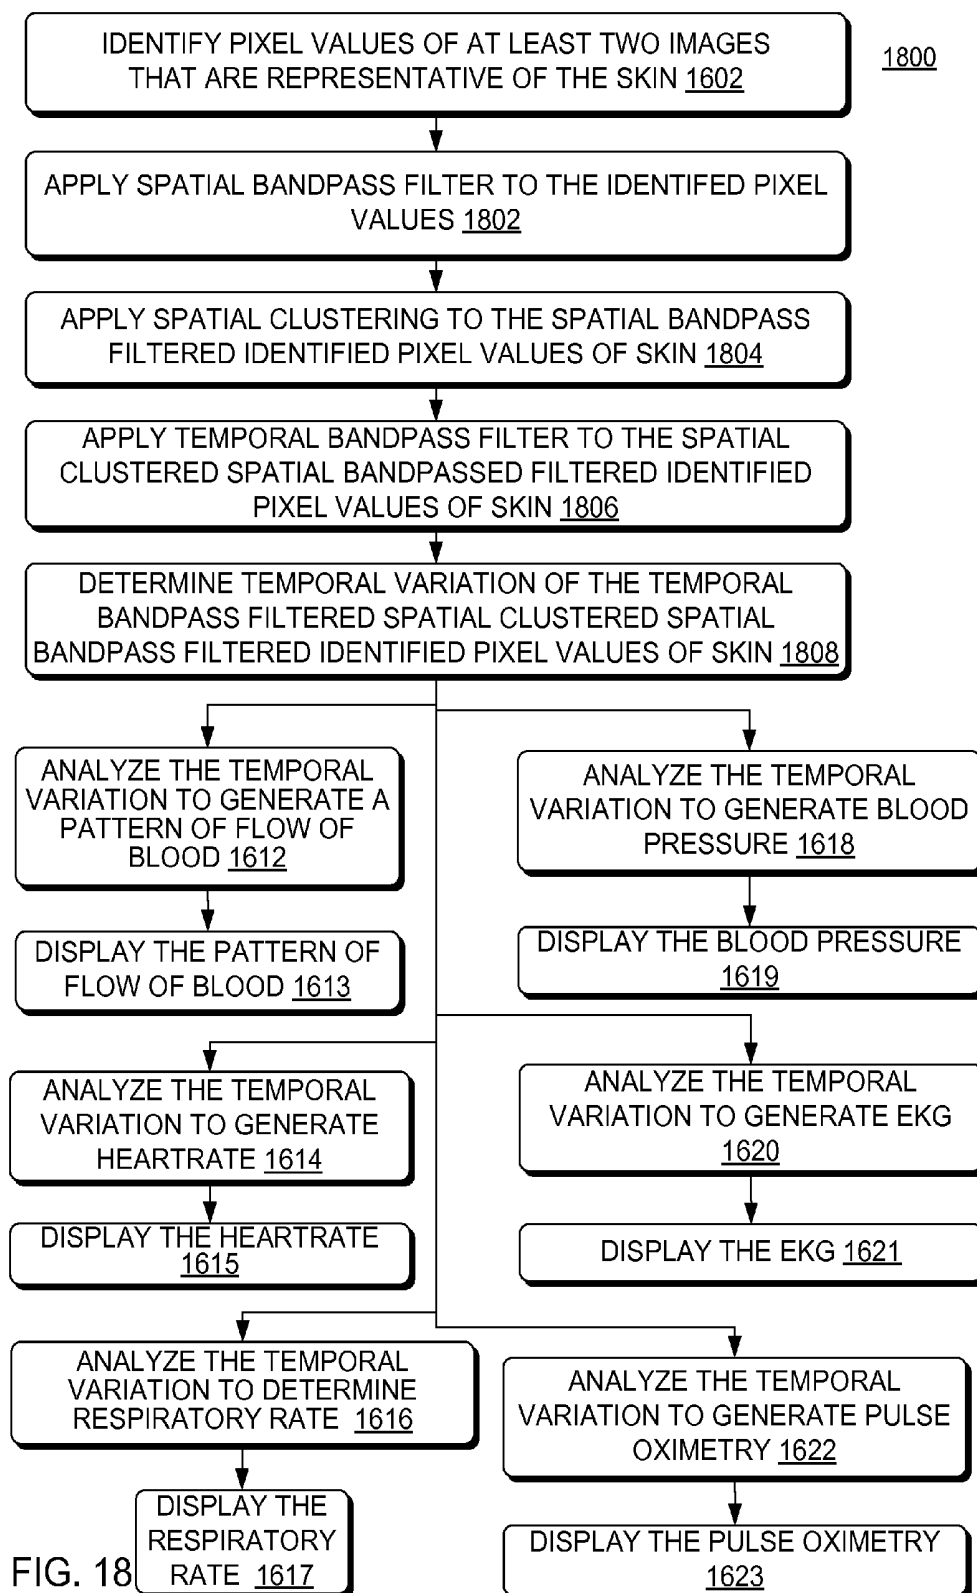 IDENTIFY PIXEL VALUES OF AT LEAST TWO IMAGES
THAT ARE REPRESENTATIVE OF THE SKIN 1602
1800
APPLY SPATIAL BANDPASS FILTER TO THE IDENTIFED PIXEL
VALUES 1802
APPLY SPATIAL CLUSTERING TO THE SPATIAL BANDPASS
FILTERED IDENTIFIED PIXEL VALUES OF SKIN 1804
APPLY TEMPORAL BANDPASS FILTER TO THE SPATIAL
CLUSTERED SPATIAL BANDPASSED FILTERED IDENTIFIED
PIXEL VALUES OF SKIN 1806
DETERMINE TEMPORAL VARIATION OF THE TEMPORAL
BANDPASS FILTERED SPATIAL CLUSTERED SPATIAL
BANDPASS FILTERED IDENTIFIED PIXEL VALUES OF SKIN 1808
ANALYZE THE TEMPORAL
VARIATION TO GENERATE A
PATTERN OF FLOW OF
BLOOD 1612
DISPLAY THE PATTERN OF
FLOW OF BLOOD 1613
ANALYZE THE TEMPORAL
VARIATION TO GENERATE BLOOD
PRESSURE 1618
DISPLAY THE BLOOD PRESSURE
1619
ANALYZE THE TEMPORAL
VARIATION TO GENERATE
HEARTRATE 1614
DISPLAY THE HEARTRATE
1615
ANALYZE THE TEMPORAL
VARIATION TO GENERATE EKG
1620
DISPLAY THE EKG 1621
ANALYZE THE TEMPORAL
VARIATION TO DETERMINE
RESPIRATORY RATE 1616
DISPLAY THE
RESPIRATORY
RATE 1617
ANALYZE THE TEMPORAL
VARIATION TO GENERATE PULSE
OXIMETRY 1622
DISPLAY THE PULSE OXIMETRY
1623
FIG. 18